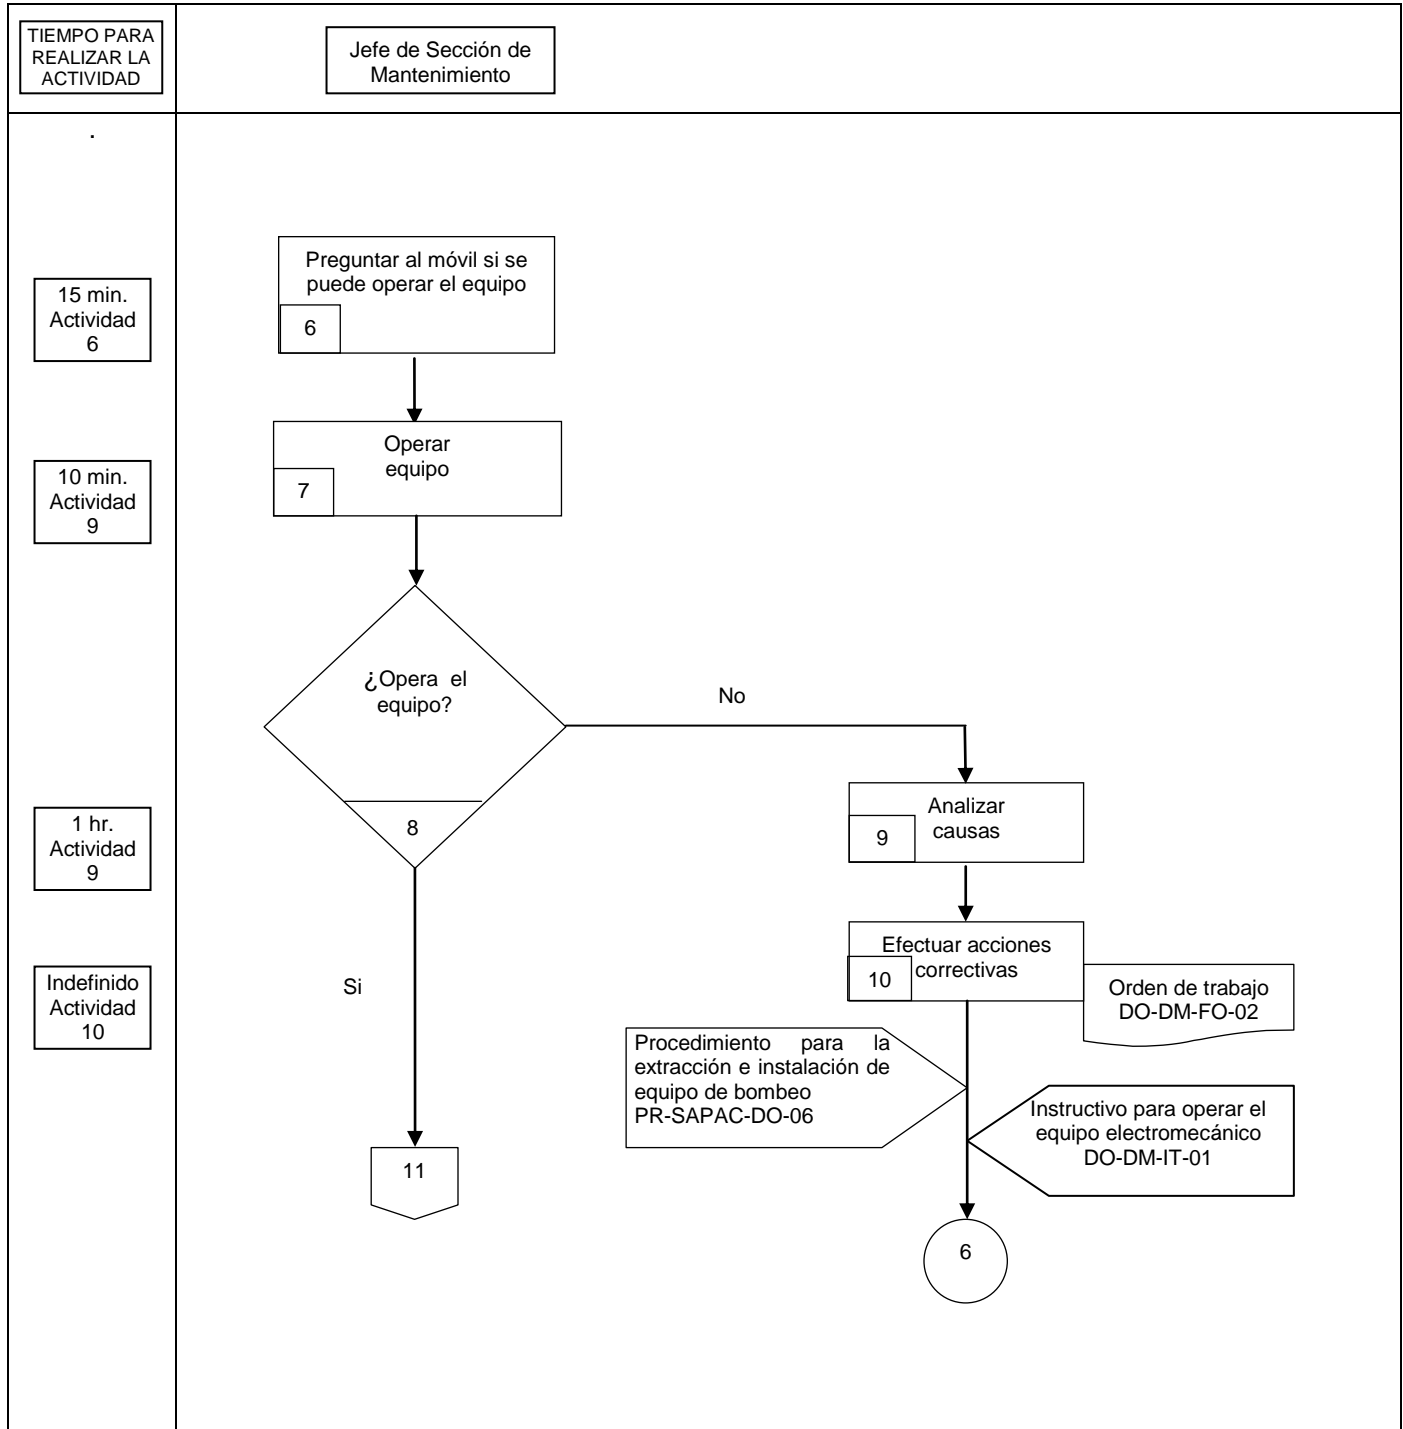 TIEMPO PARA
REALIZAR LA
ACTIVIDAD
Jefe de Sección de
Mantenimiento
.
Preguntar al móvil si se
puede operar el equipo
6
15 min.
Actividad
6
Operar
equipo
7
10 min.
Actividad
9
¿Opera el
equipo?
8
No
1 hr.
Actividad
9
Analizar
causas
9
Efectuar acciones
correctivas
10
Indefinido
Actividad
10
Si
Orden de trabajo
DO-DM-FO-02
Procedimiento para la
extracción e instalación de
equipo de bombeo
PR-SAPAC-DO-06
Instructivo para operar el
equipo electromecánico
DO-DM-IT-01
11
6